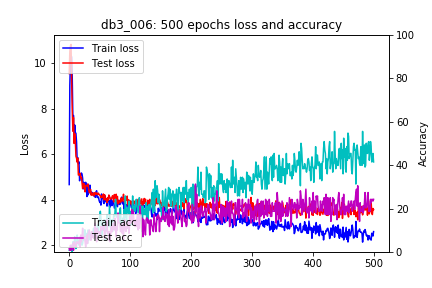 db3_006: 500 epochs loss and accuracy
Train loss
Test loss
Train acc
Test acc
Loss
Accuracy
10
8
6
4
2
100
80
60
40
20
0
0
100
200
300
400
500